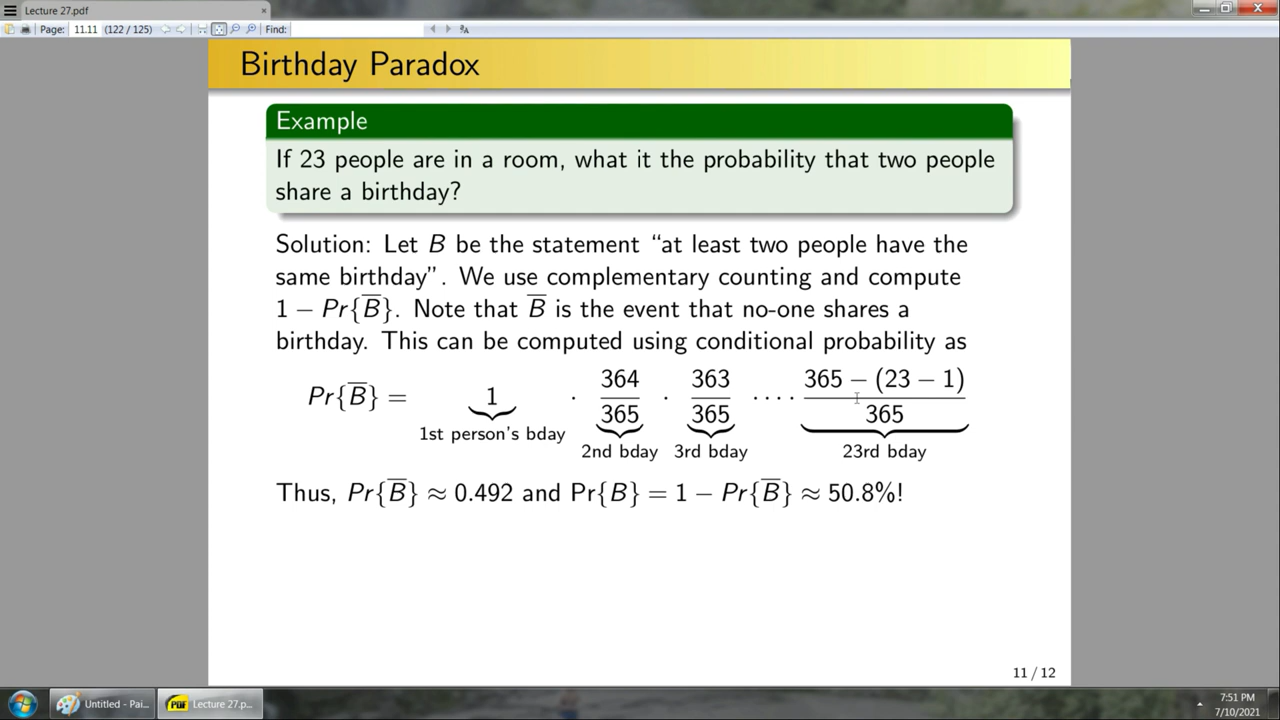 Lecture 27.pdf
Page: 11.11 (122 / 125) Find:
Birthday Paradox
Example
If 23 people are in a room, what it the probability that two people
share a birthday?
Solution: Let B be the statement “at least two people have the
same birthday”. We use complementary counting and compute
1 − Pr{B̅}. Note that B̅ is the event that no-one shares a
birthday. This can be computed using conditional probability as
364 363 365 − (23 − 1)
Pr{B̅} = 1 · · · · · ·
365 365 365
1st person's bday 2nd bday 3rd bday 23rd bday
Thus, Pr{B̅} ≈ 0.492 and Pr{B} = 1 − Pr{B̅} ≈ 50.8%!
11 / 12
Untitled - Pai... PDF Lecture 27.p... 7:51 PM
7/10/2021